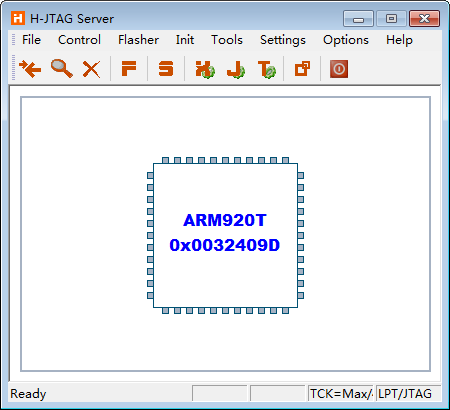 H-JTAG Server
File Control Flasher Init Tools Settings Options Help
ARM920T
0x0032409D
Ready TCK=Max/ LPT/JTAG